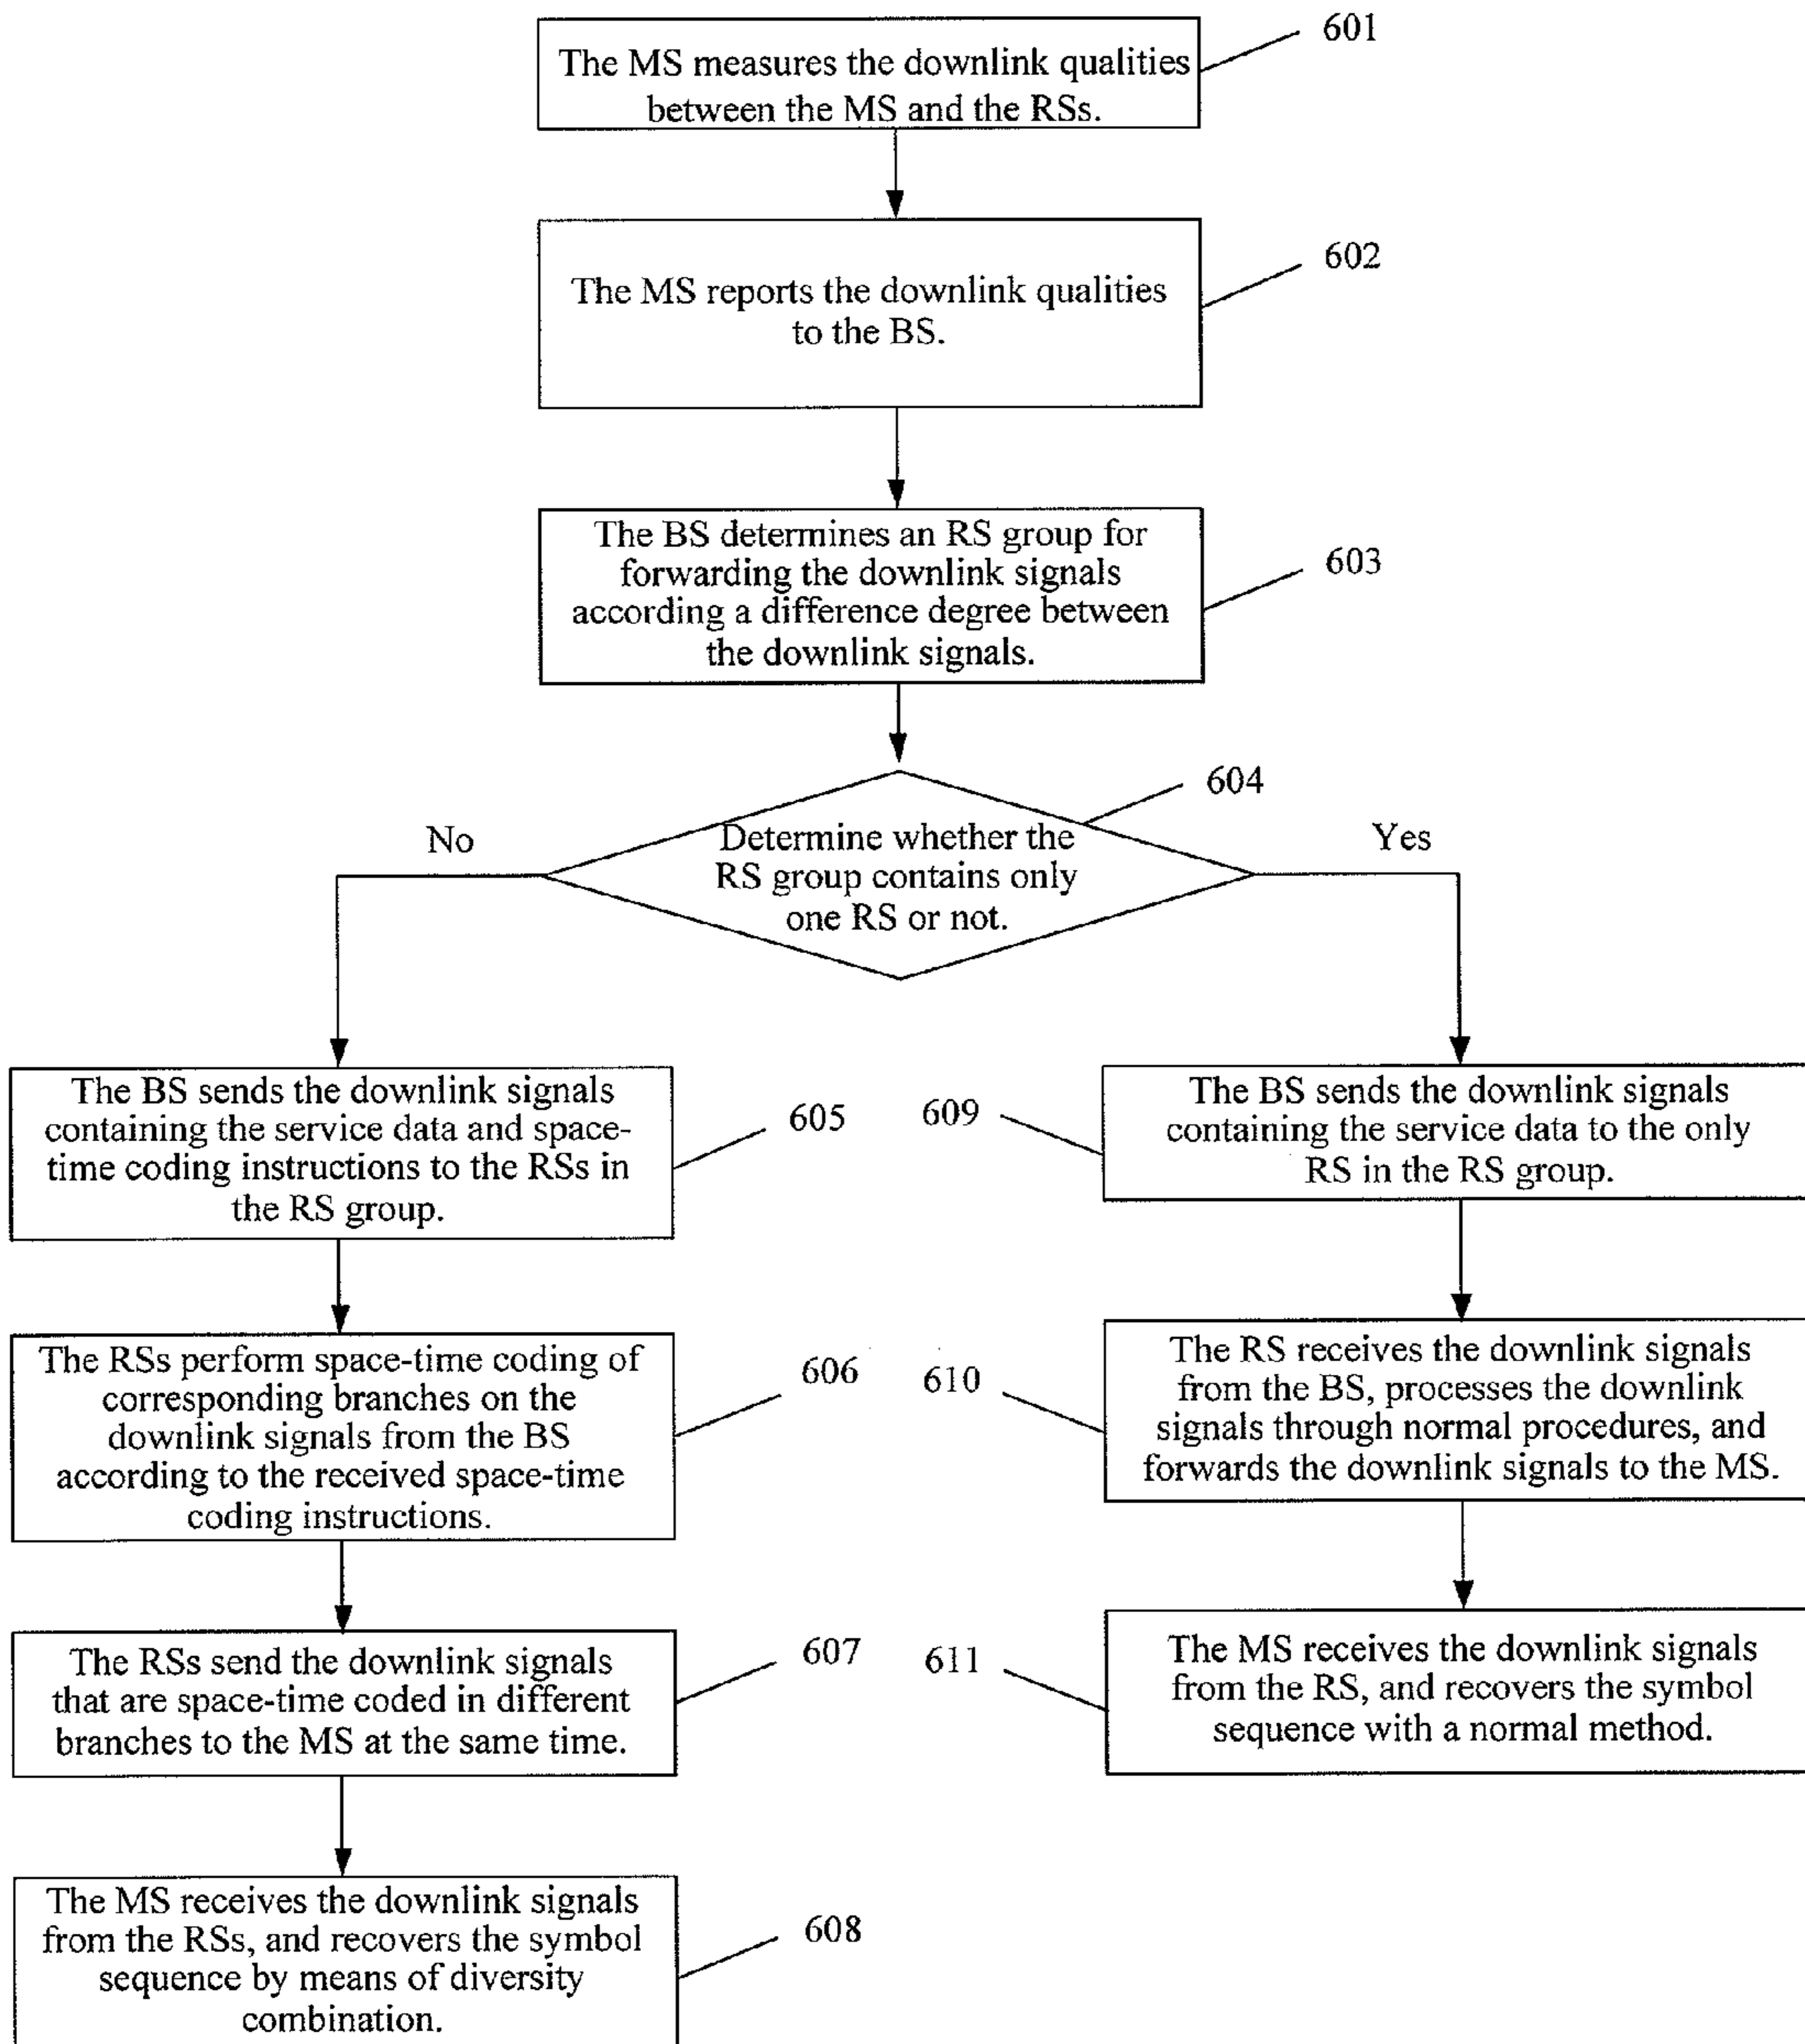 601
The MS measures the downlink qualities
between the MS and the RSs.
602
The MS reports the downlink qualities
to the BS.
603
The BS determines an RS group for
forwarding the downlink signals
according a difference degree between
the downlink signals.
604
Determine whether the
RS group contains only
one RS or not.
No
Yes
The BS sends the downlink signals
containing the service data and space-
time coding instructions to the RSs in
the RS group.
605
The RSs perform space-time coding of
corresponding branches on the
downlink signals from the BS
according to the received space-time
coding instructions.
606
The RSs send the downlink signals
that are space-time coded in different
branches to the MS at the same time.
607
The MS receives the downlink signals
from the RSs, and recovers the symbol
sequence by means of diversity
combination.
608
609
The BS sends the downlink signals
containing the service data to the only
RS in the RS group.
610
The RS receives the downlink signals
from the BS, processes the downlink
signals through normal procedures, and
forwards the downlink signals to the MS.
611
The MS receives the downlink signals
from the RS, and recovers the symbol
sequence with a normal method.